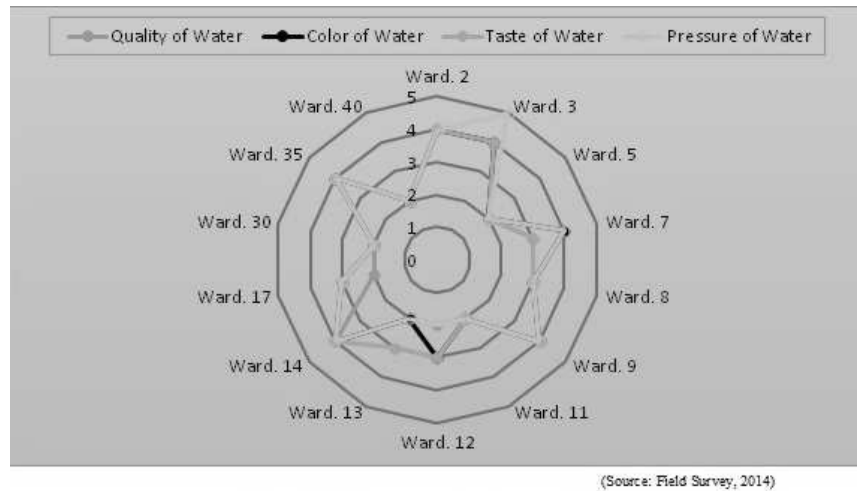 Quality of Water Color of Water Taste of Water Pressure of Water
Ward. 2
Ward. 40 5 Ward. 3
4
Ward. 35 3 Ward. 5
2
Ward. 30 1 Ward. 7
0
Ward. 17 Ward. 8
Ward. 14 Ward. 9
Ward. 13 Ward. 11
Ward. 12
(Source: Field Survey, 2014)